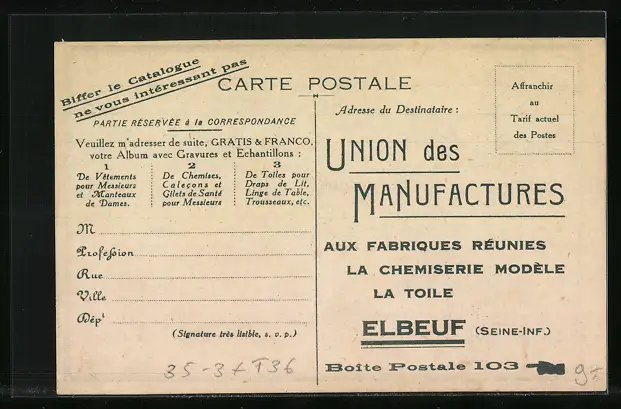 Biffer le Catalogue
ne vous intéressant pas
CARTE POSTALE
PARTIE RÉSERVÉE à la CORRESPONDANCE
Veuillez m'adresser de suite, GRATIS & FRANCO,
votre Album avec Gravures et Echantillons :
1
De Vêtements
pour Messieurs
et Manteaux
de Dames.
2
De Chemises,
Caleçons et
Gilets de Santé
pour Messieurs
3
De Toiles pour
Draps de Lit,
Linge de Table,
Trousseaux, etc.
M
Profession
Rue
Ville
Dépt
(Signature très lisible, s. v. p.)
35-3 T36
Affranchir
au
Tarif actuel
des Postes
Adresse du Destinataire :
UNION des
MANUFACTURES
AUX FABRIQUES RÉUNIES
LA CHEMISERIE MODÈLE
LA TOILE
ELBEUF (SEINE-INF.)
Boîte Postale 103